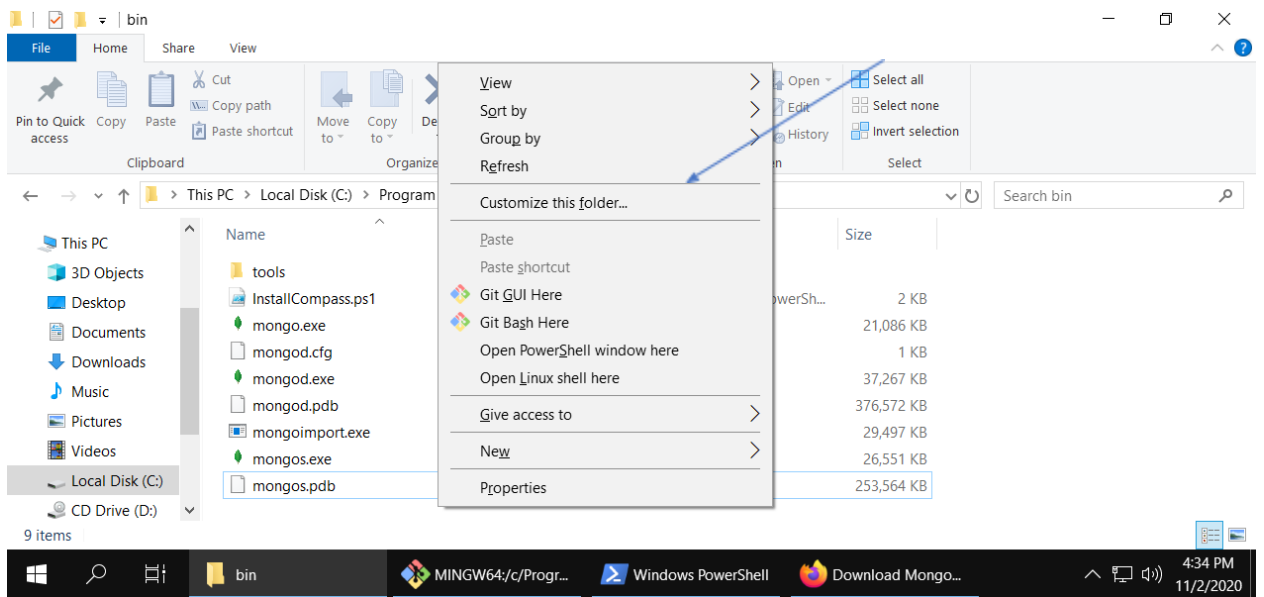 bin
File Home Share View
Pin to Quick access
Copy
Paste
Cut
Copy path
Paste shortcut
Clipboard
Move to
Copy to
Organize
Open
Edit
History
Select all
Select none
Invert selection
Select
This PC > Local Disk (C:) > Program
Search bin
This PC
3D Objects
Desktop
Documents
Downloads
Music
Pictures
Videos
Local Disk (C:)
CD Drive (D:)
Name Size
tools
InstallCompass.ps1 2 KB
mongo.exe 21,086 KB
mongod.cfg 1 KB
mongod.exe 37,267 KB
mongod.pdb 376,572 KB
mongoimport.exe 29,497 KB
mongos.exe 26,551 KB
mongos.pdb 253,564 KB
View
Sort by
Group by
Refresh
Customize this folder...
Paste
Paste shortcut
Git GUI Here
Git Bash Here
Open PowerShell window here
Open Linux shell here
Give access to
New
Properties
9 items
bin
MINGW64:/c/Progr...
Windows PowerShell
Download Mongo...
4:34 PM
11/2/2020